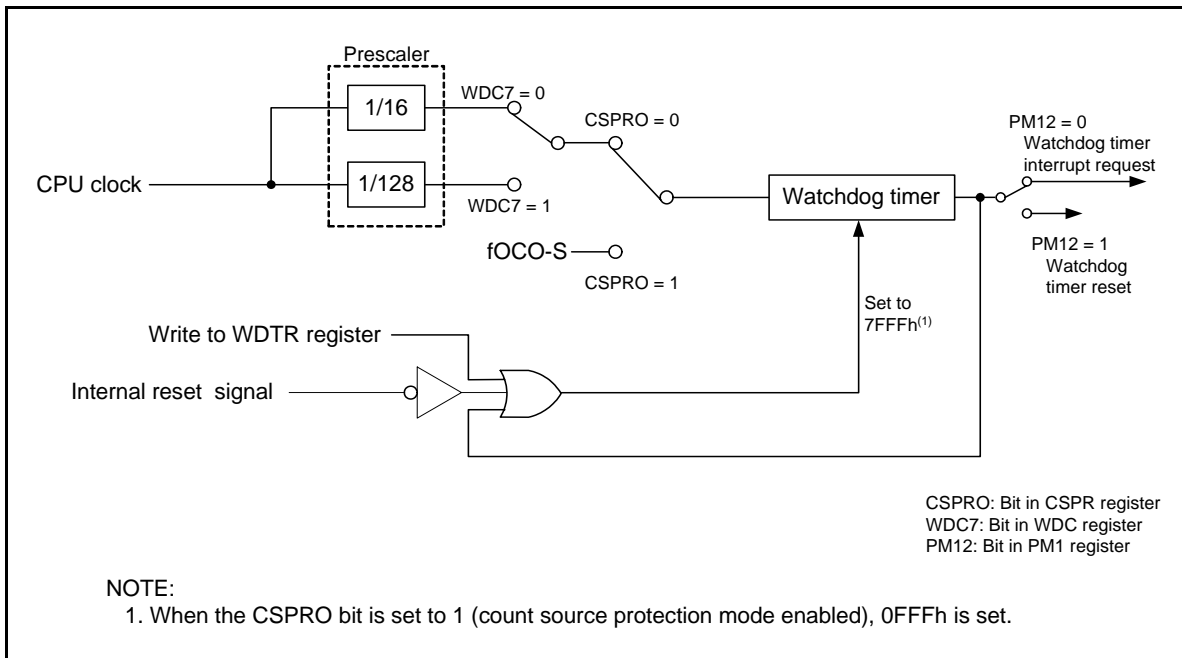 Prescaler
1/16
WDC7 = 0
CSPRO = 0
PM12 = 0
Watchdog timer
interrupt request
CPU clock
1/128
WDC7 = 1
Watchdog timer
fOCO-S
CSPRO = 1
PM12 = 1
Watchdog
timer reset
Set to
7FFFh(1)
Write to WDTR register
Internal reset signal
CSPRO: Bit in CSPR register
WDC7: Bit in WDC register
PM12: Bit in PM1 register
NOTE:
1. When the CSPRO bit is set to 1 (count source protection mode enabled), 0FFFh is set.